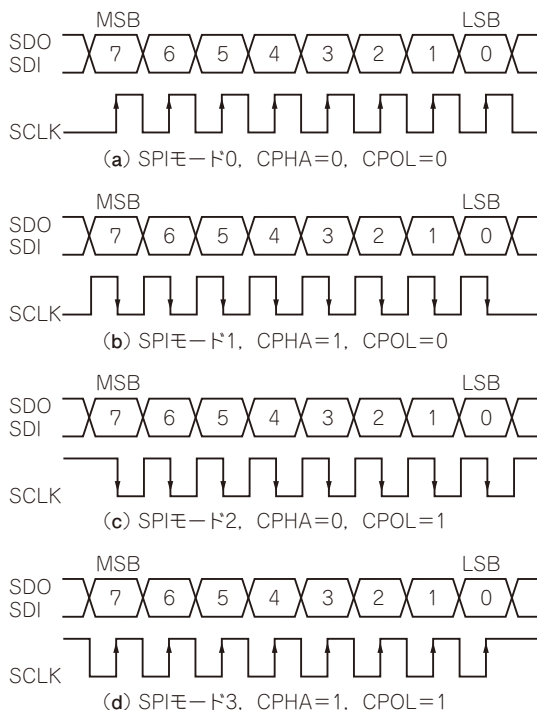 MSB LSB
SDO
SDI
7 6 5 4 3 2 1 0
SCLK
(a) SPIモード0, CPHA=0, CPOL=0
MSB LSB
SDO
SDI
7 6 5 4 3 2 1 0
SCLK
(b) SPIモード1, CPHA=1, CPOL=0
MSB LSB
SDO
SDI
7 6 5 4 3 2 1 0
SCLK
(c) SPIモード2, CPHA=0, CPOL=1
MSB LSB
SDO
SDI
7 6 5 4 3 2 1 0
SCLK
(d) SPIモード3, CPHA=1, CPOL=1